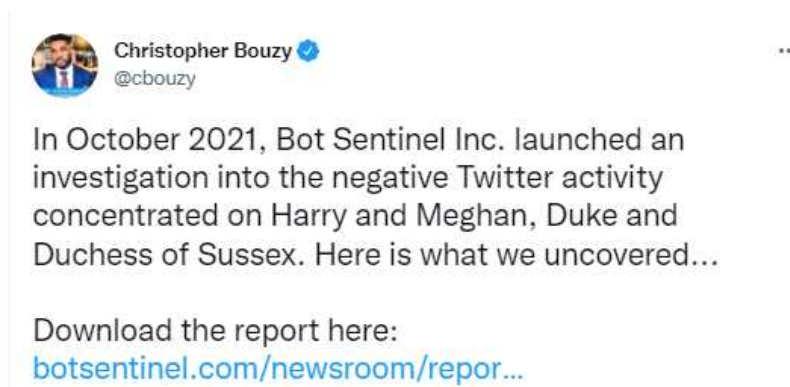 Christopher Bouzy
@cbouzy
In October 2021, Bot Sentinel Inc. launched an
investigation into the negative Twitter activity
concentrated on Harry and Meghan, Duke and
Duchess of Sussex. Here is what we uncovered...
Download the report here:
botsentinel.com/newsroom/repor...